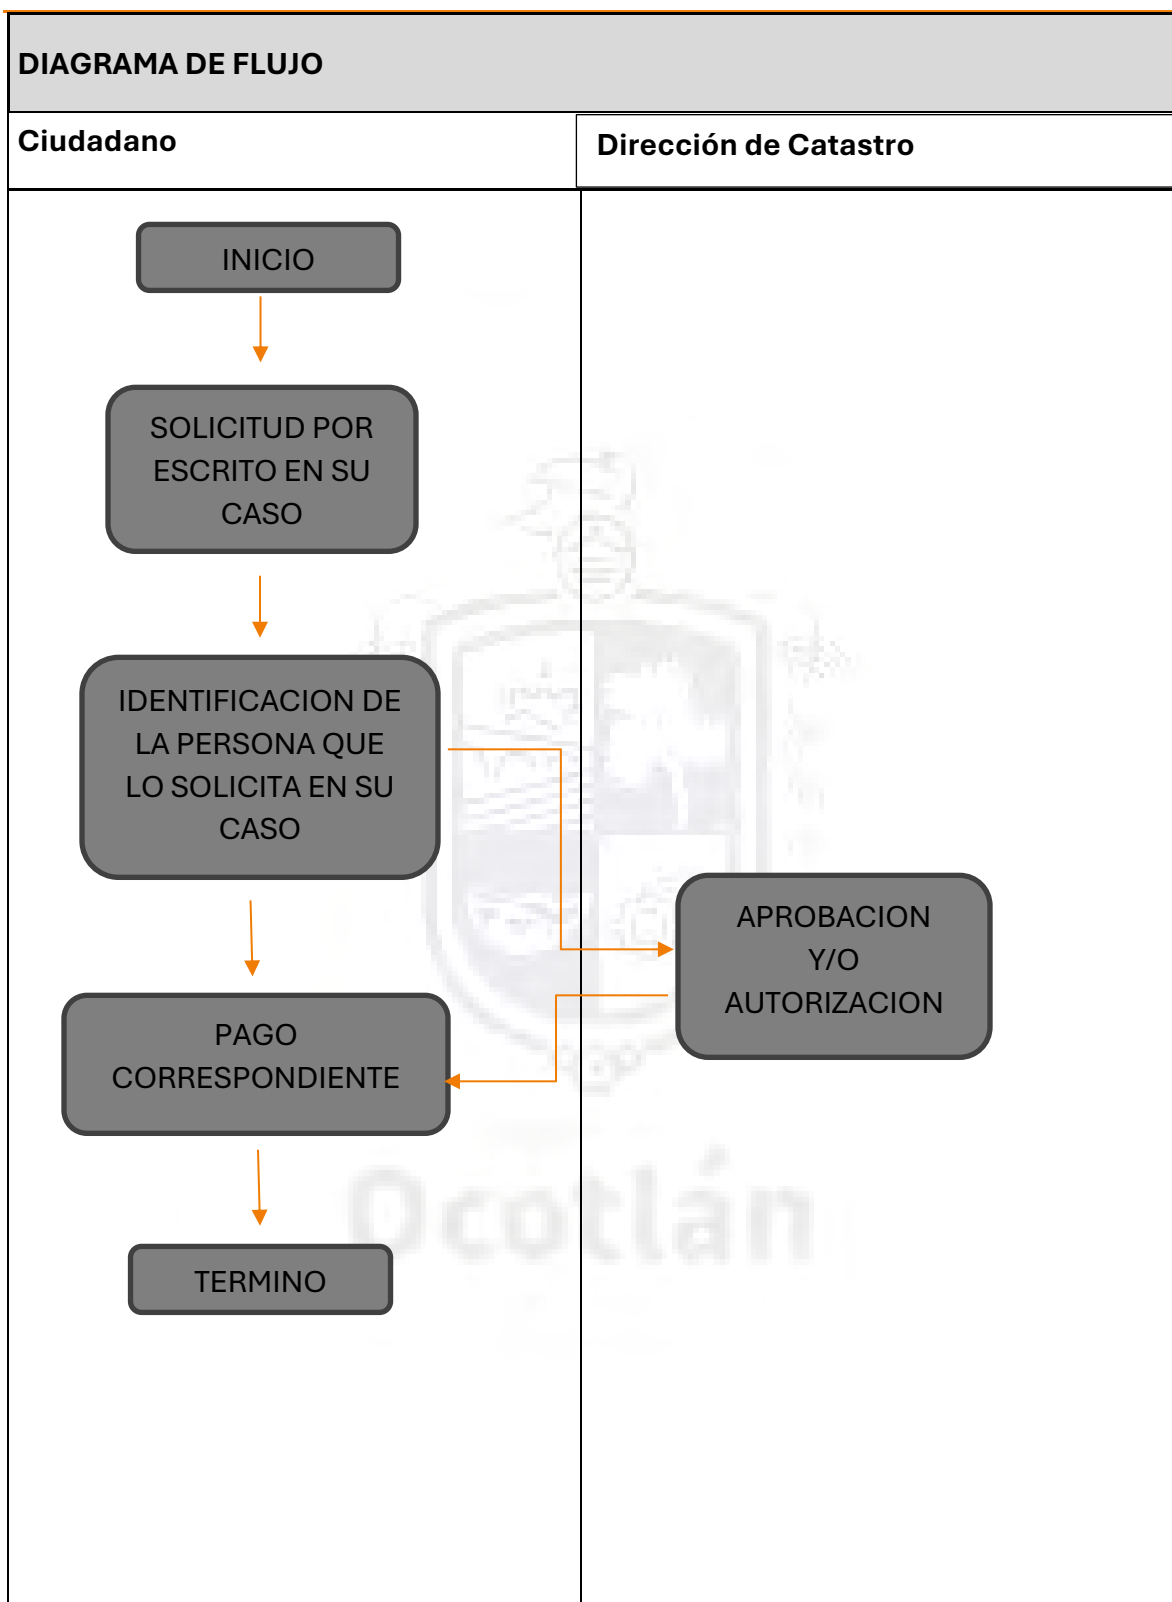 DIAGRAMA DE FLUJO
Ciudadano
Dirección de Catastro
INICIO
SOLICITUD POR
ESCRITO EN SU
CASO
IDENTIFICACION DE
LA PERSONA QUE
LO SOLICITA EN SU
CASO
APROBACION
Y/O
AUTORIZACION
PAGO
CORRESPONDIENTE
Ocotlán
TERMINO